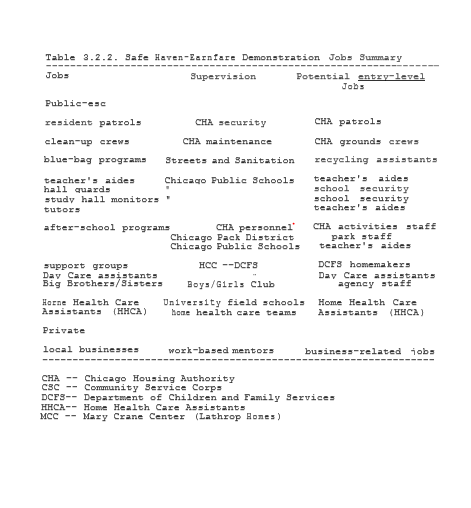 Table 3.2.2. Safe Haven-Earnfare Demonstration Jobs Summary
Jobs Supervision Potential entry-level
Jobs
Public-esc
resident patrols CHA security CHA patrols
clean-up crews CHA maintenance CHA grounds crews
blue-bag programs Streets and Sanitation recycling assistants
teacher's aides Chicago Public Schools teacher's aides
hall guards " school security
study hall monitors " school security
tutors teacher's aides
after-school programs CHA personnel CHA activities staff
Chicago Pack District park staff
Chicago Public Schools teacher's aides
support groups HCC --DCFS DCFS homemakers
Day Care assistants Day Care assistants
Big Brothers/Sisters Boys/Girls Club agency staff
Horne Health Care University field schools Home Health Care
Assistants (HHCA) home health care teams Assistants (HHCA)
Private
local businesses work-based mentors business-related jobs
CHA -- Chicago Housing Authority
CSC -- Community Service Corps
DCFS-- Department of Children and Family Services
HHCA-- Home Health Care Assistants
MCC -- Mary Crane Center (Lathrop Homes)